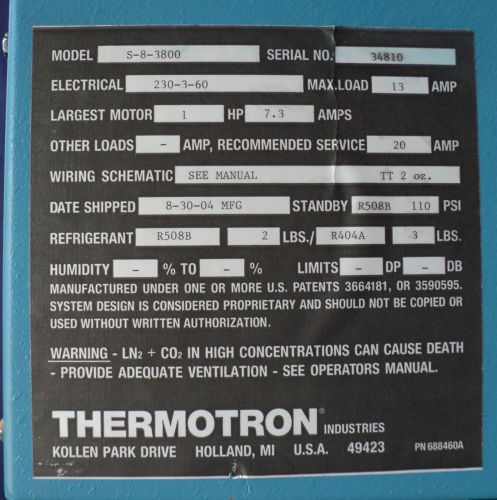 MODEL S-8-3800 SERIAL NO. 34810
ELECTRICAL 230-3-60 MAX.LOAD 13 AMP
LARGEST MOTOR 1 HP 7.3 AMPS
OTHER LOADS - AMP, RECOMMENDED SERVICE 20 AMP
WIRING SCHEMATIC SEE MANUAL TT 2 oz.
DATE SHIPPED 8-30-04 MFG STANDBY R508B 110 PSI
REFRIGERANT R508B 2 LBS./ R404A 3 LBS.
HUMIDITY - % TO - % LIMITS - DP - DB
MANUFACTURED UNDER ONE OR MORE U.S. PATENTS 3664181, OR 3590595.
SYSTEM DESIGN IS CONSIDERED PROPRIETARY AND SHOULD NOT BE COPIED OR
USED WITHOUT WRITTEN AUTHORIZATION.
WARNING - LN2 + CO2 IN HIGH CONCENTRATIONS CAN CAUSE DEATH
- PROVIDE ADEQUATE VENTILATION - SEE OPERATORS MANUAL.
THERMOTRON® INDUSTRIES
KOLLEN PARK DRIVE HOLLAND, MI U.S.A. 49423 PN 688460A